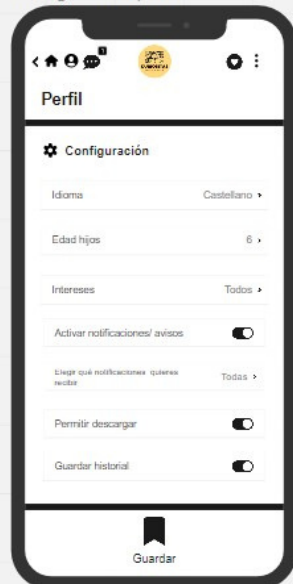 1
Perfil
Configuración
Idioma
Castellano
Edad hijos
6
Intereses
Todos
Activar notificaciones/ avisos
Elegir qué notificaciones quieres
recibir
Todas
Permitir descargar
Guardar historial
Guardar